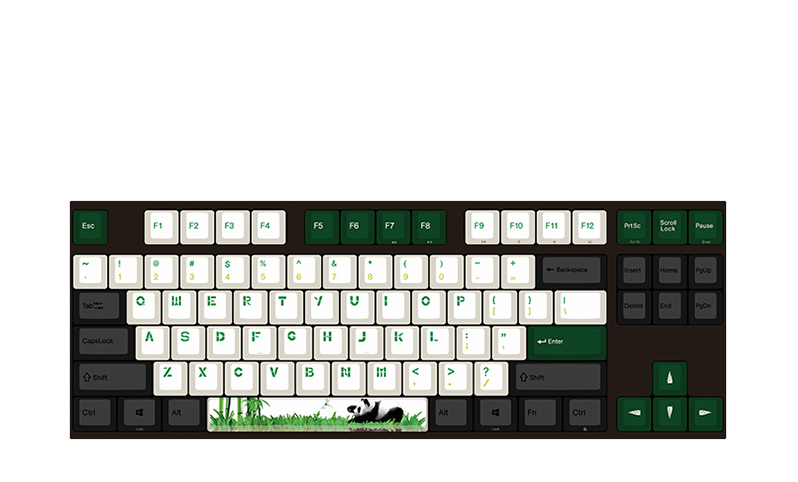 Esc F1 F2 F3 F4 F5 F6 F7 F8 F9 F10 F11 F12 PrtSc Scroll Lock Pause
~ ! @ # $ % ^ & * ( ) – + Backspace Insert Home PgUp
1 2 3 4 5 6 7 8 9 0 - =
Tab Q W E R T Y U I O P { } | Delete End PgDn
[ ] \
CapsLock A S D F G H J K L : " Enter
; '
Shift Z X C V B N M < > ? Shift
, . /
Ctrl Alt Alt Fn Ctrl